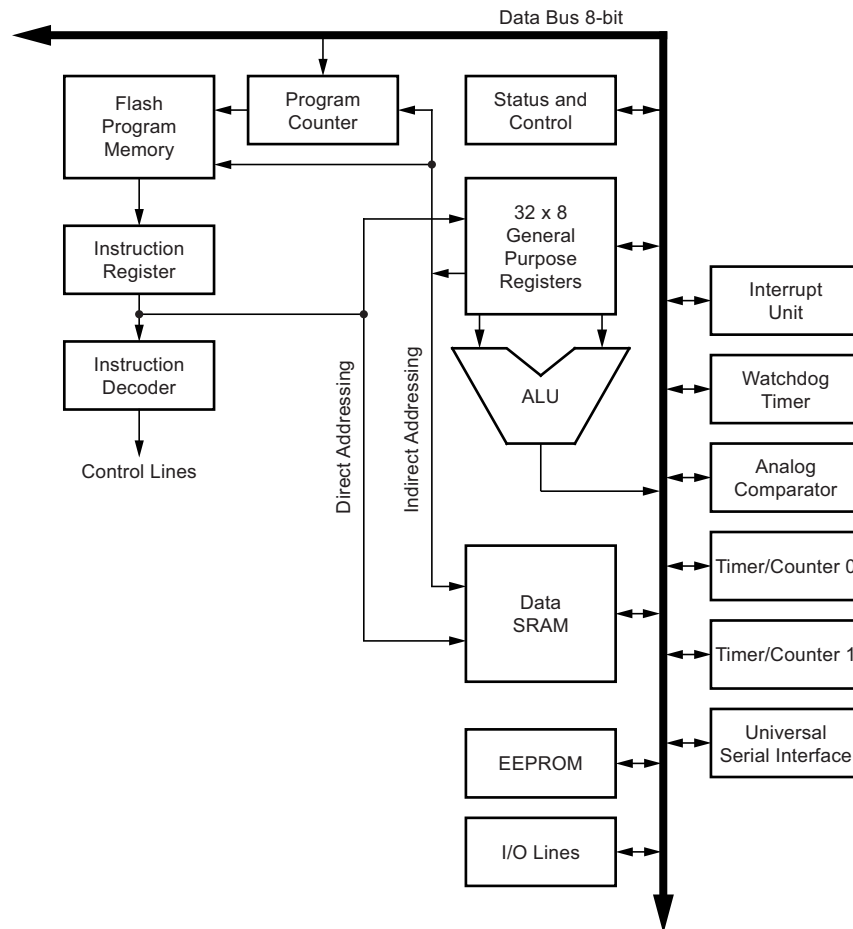 Data Bus 8-bit
Flash
Program
Memory
Program
Counter
Status and
Control
32 x 8
General
Purpose
Registers
Instruction
Register
Interrupt
Unit
Instruction
Decoder
ALU
Watchdog
Timer
Control Lines
Direct Addressing
Indirect Addressing
Analog
Comparator
Timer/Counter 0
Data
SRAM
Timer/Counter 1
Universal
Serial Interface
EEPROM
I/O Lines